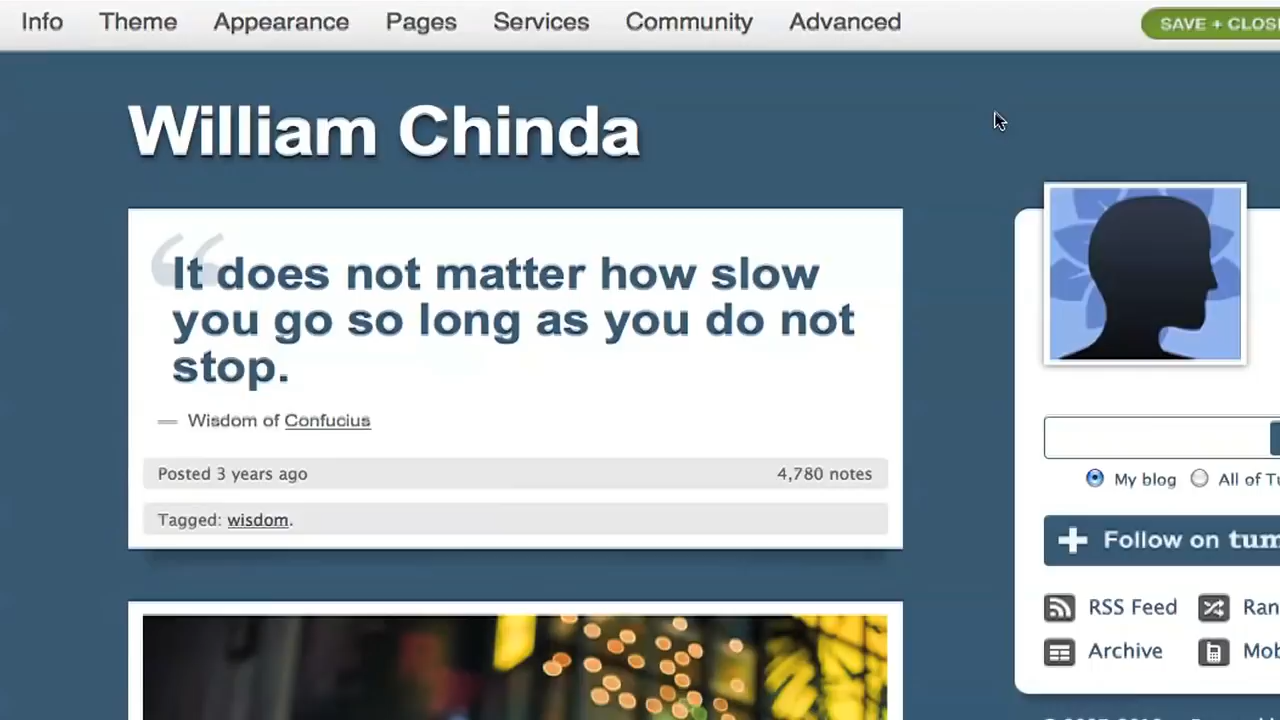 Info Theme Appearance Pages Services Community Advanced SAVE + CLOS
William Chinda
“It does not matter how slow
you go so long as you do not
stop.
— Wisdom of Confucius
Posted 3 years ago 4,780 notes
Tagged: wisdom.
My blog All of Tu
Follow on tum
RSS Feed Ran
Archive Mob